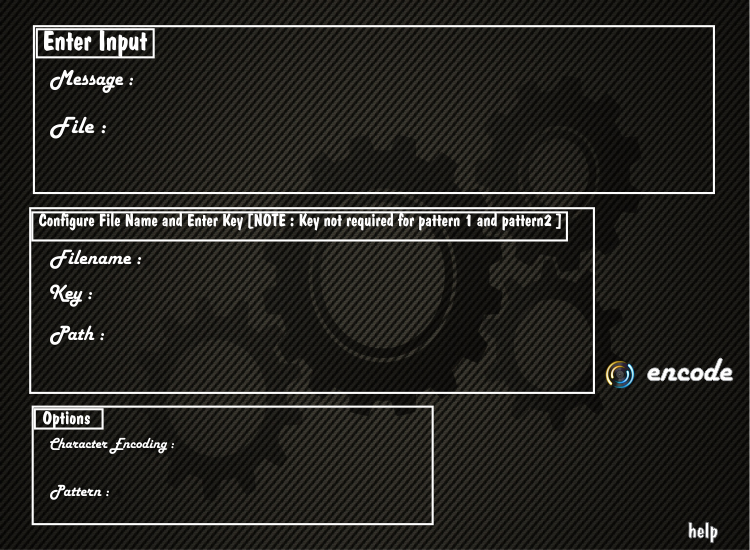 Enter Input
Message :
File :
Configure File Name and Enter Key [NOTE : Key not required for pattern 1 and pattern2 ]
Filename :
Key :
Path :
encode
Options
Character Encoding :
Pattern :
help